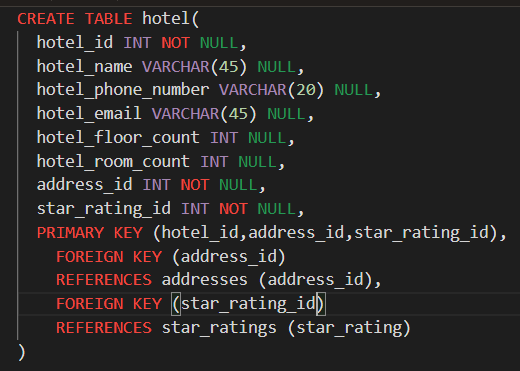 CREATE TABLE hotel(
hotel_id INT NOT NULL,
hotel_name VARCHAR(45) NULL,
hotel_phone_number VARCHAR(20) NULL,
hotel_email VARCHAR(45) NULL,
hotel_floor_count INT NULL,
hotel_room_count INT NULL,
address_id INT NOT NULL,
star_rating_id INT NOT NULL,
PRIMARY KEY (hotel_id,address_id,star_rating_id),
FOREIGN KEY (address_id)
REFERENCES addresses (address_id),
FOREIGN KEY (star_rating_id)
REFERENCES star_ratings (star_rating)
)